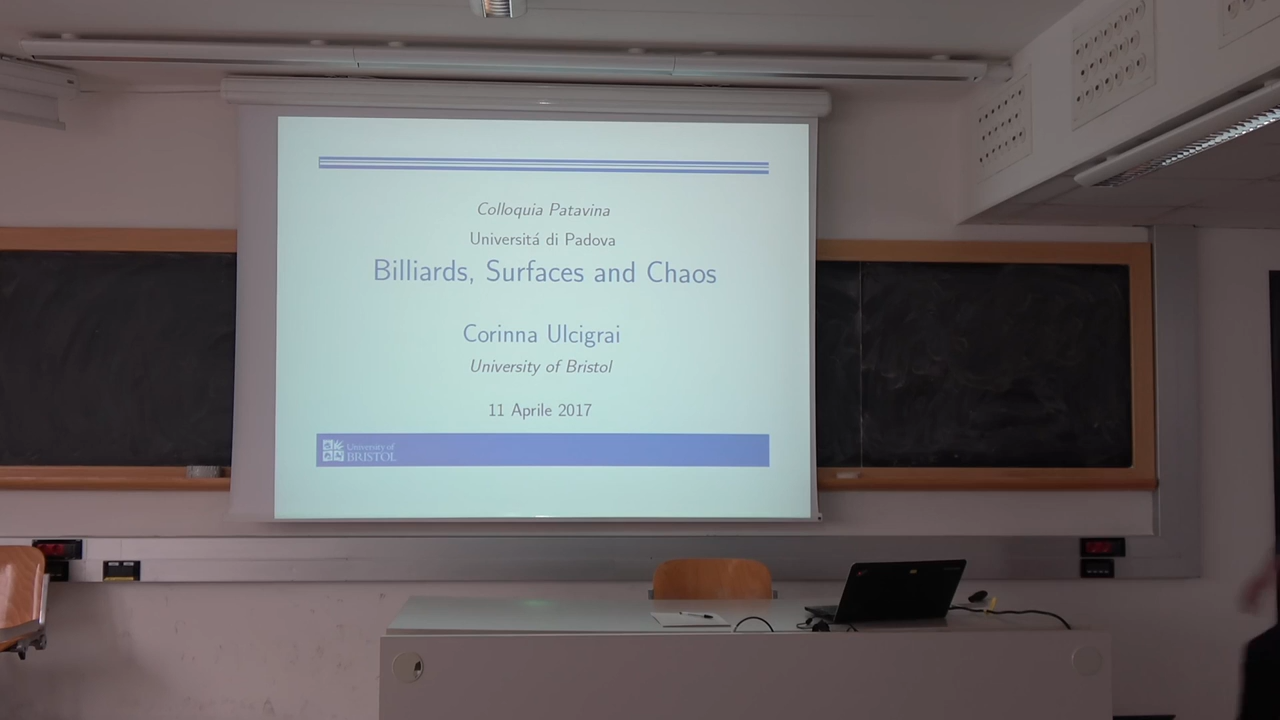 Colloquia Patavina
Universitá di Padova
Billiards, Surfaces and Chaos
Corinna Ulcigrai
University of Bristol
11 Aprile 2017
University of
BRISTOL